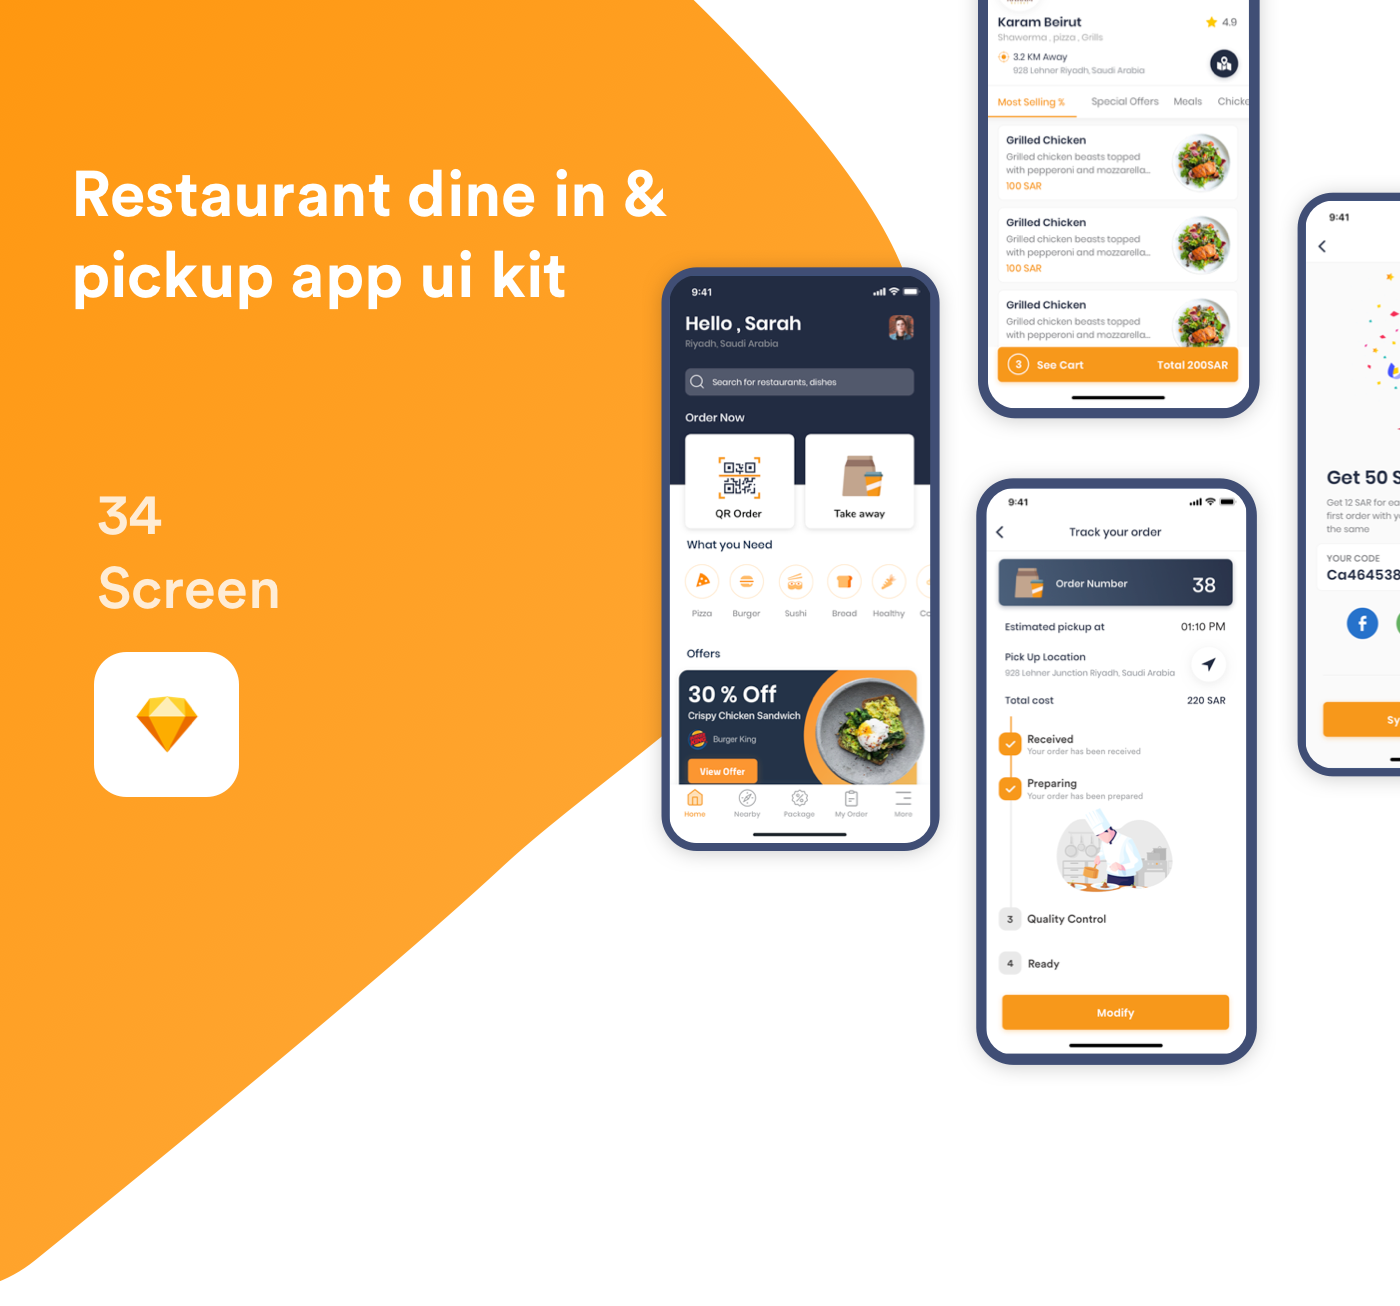 Restaurant dine in &
pickup app ui kit
34
Screen
9:41
Hello , Sarah
Riyadh, Saudi Arabia
Search for restaurants, dishes
Order Now
QR Order
Take away
What you Need
Pizza
Burger
Sushi
Bread
Healthy
Offers
30 % Off
Crispy Chicken Sandwich
Burger King
View Offer
Home
Nearby
Package
My Order
More
Karam Beirut
4.9
Shawerma , pizza , Grills
3.2 KM Away
928 Lehner Riyadh, Saudi Arabia
Most Selling %
Special Offers
Meals
Chicke
Grilled Chicken
Grilled chicken beasts topped
with pepperoni and mozzarella...
100 SAR
Grilled Chicken
Grilled chicken beasts topped
with pepperoni and mozzarella...
100 SAR
Grilled Chicken
Grilled chicken beasts topped
with pepperoni and mozzarella...
3
See Cart
Total 200SAR
9:41
Track your order
Order Number
38
Estimated pickup at
01:10 PM
Pick Up Location
928 Lehner Junction Riyadh, Saudi Arabia
Total cost
220 SAR
Received
Your order has been received
Preparing
Your order has been prepared
3
Quality Control
4
Ready
Modify
9:41
Get 50 S
Get 12 SAR for ea
first order with y
the same
YOUR CODE
Ca464538
Sy